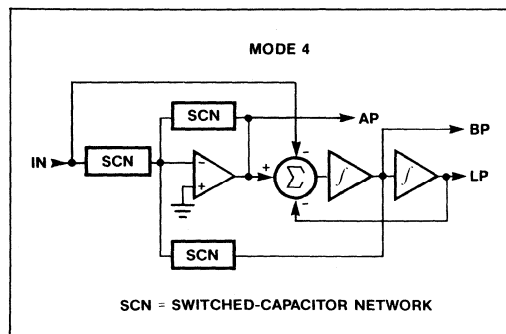 MODE 4
SCN
AP
BP
IN
SCN
−
+
+
−
Σ
−
∫
∫
LP
SCN
SCN = SWITCHED-CAPACITOR NETWORK